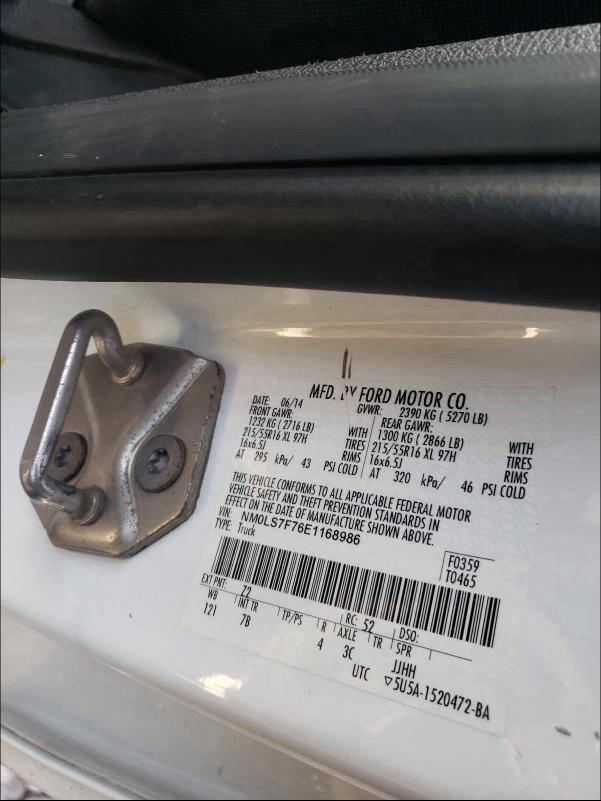 MFD. BY FORD MOTOR CO.
DATE: 06/14 GVWR: 2390 KG ( 5270 LB)
FRONT GAWR: REAR GAWR:
1232 KG ( 2716 LB) WITH 1300 KG ( 2866 LB) WITH
215/55R16 XL 97H TIRES 215/55R16 XL 97H TIRES
16x6.5J RIMS 16x6.5J RIMS
AT 295 kPa/ 43 PSI COLD AT 320 kPa/ 46 PSI COLD
THIS VEHICLE CONFORMS TO ALL APPLICABLE FEDERAL MOTOR
VEHICLE SAFETY AND THEFT PREVENTION STANDARDS IN
EFFECT ON THE DATE OF MANUFACTURE SHOWN ABOVE.
VIN: NM0LS7F76E1168986
TYPE: Truck
F0359
T0465
EXT PNT: Z2 RC: 52 DSO:
WB INT TR TP/PS R AXLE TR SPR
121 7B 4 3C JJHH
UTC ▽5U5A-1520472-BA